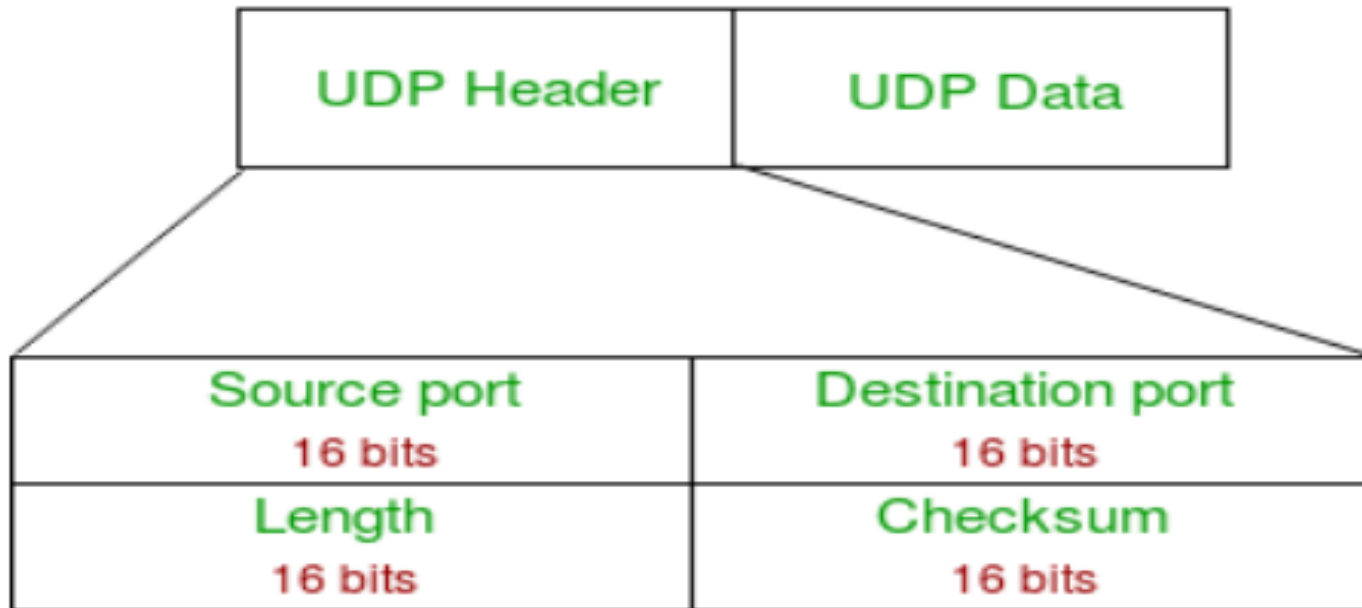 UDP Header
UDP Data
Source port
16 bits
Destination port
16 bits
Length
16 bits
Checksum
16 bits